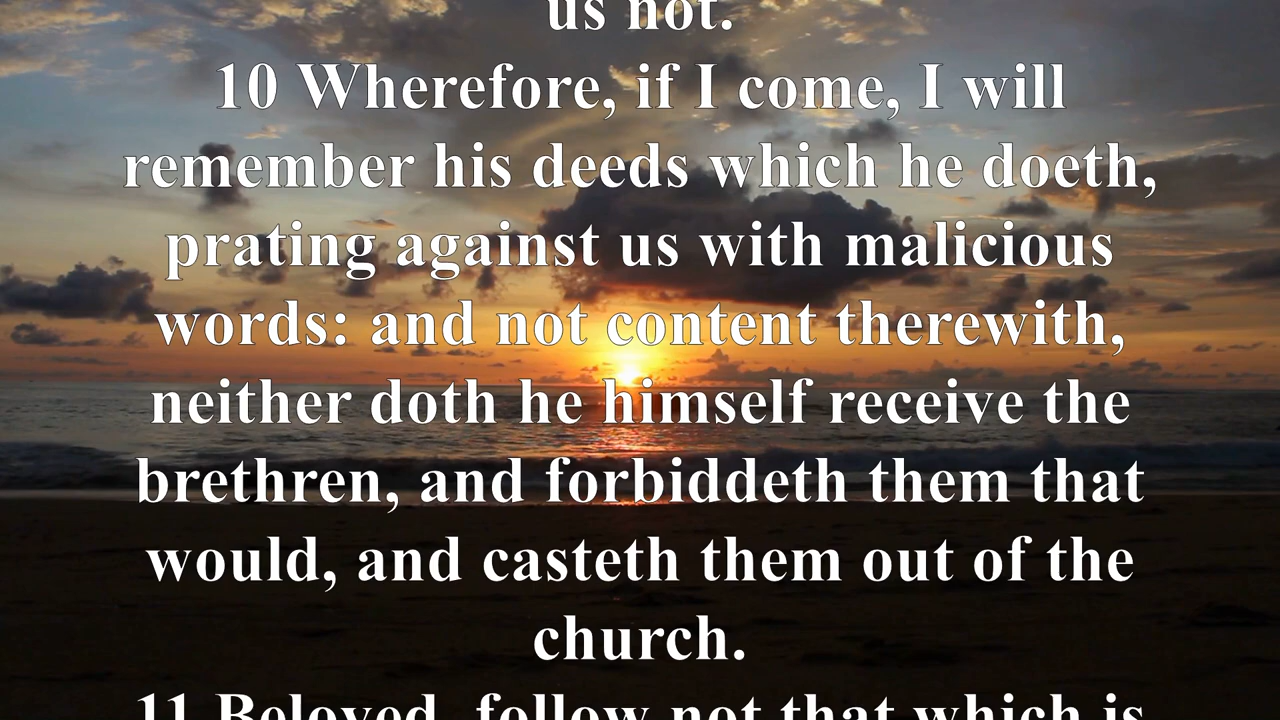 us not.
10 Wherefore, if I come, I will
remember his deeds which he doeth,
prating against us with malicious
words: and not content therewith,
neither doth he himself receive the
brethren, and forbiddeth them that
would, and casteth them out of the
church.
11 Beloved, follow not that which is